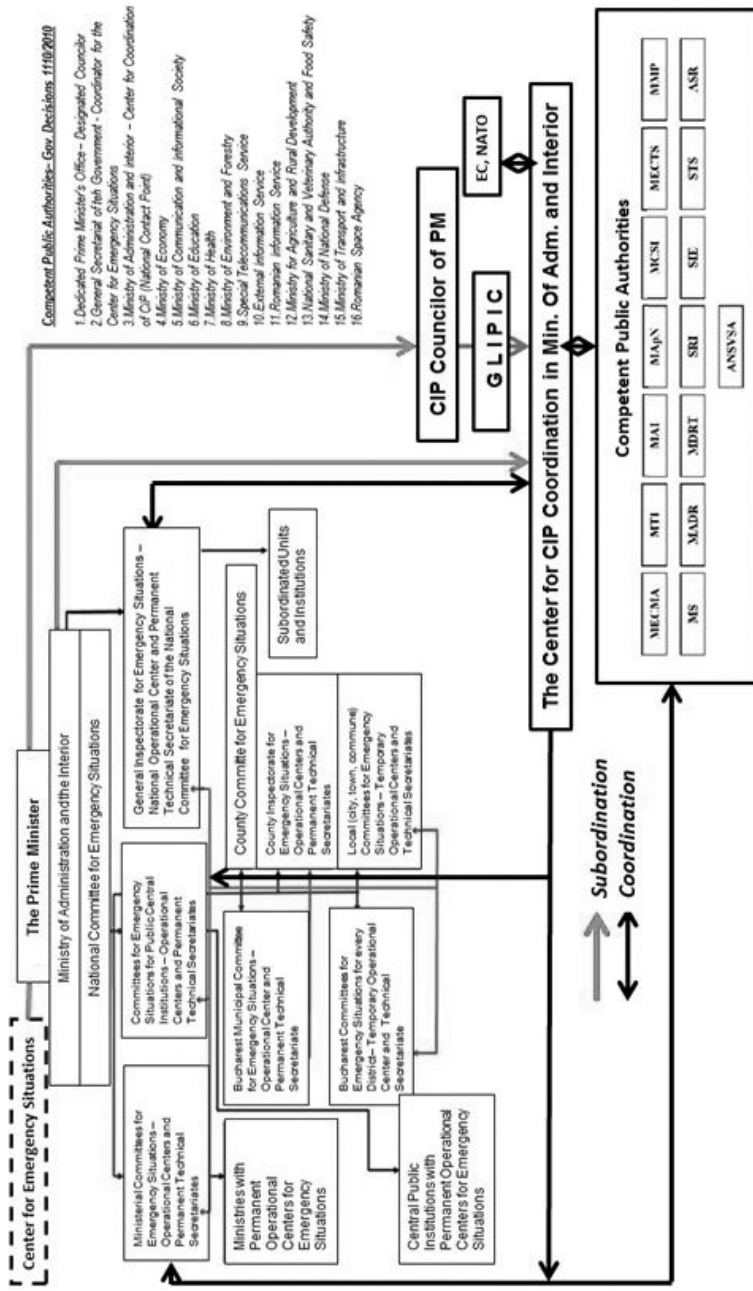 Center for Emergency Situations
The Prime Minister
Ministry of Administration and the Interior
National Committee for Emergency Situations
Ministerial Committees for
Emergency Situations –
Operational Centers and
Permanent Technical
Secretariates
Committees for Emergency
Situations for Public Central
Institutions – Operational
Centers and Permanent
Technical Secretariates
General Inspectorate for Emergency Situations –
National Operational Center and Permanent
Technical Secretariate of the National
Committee for Emergency Situations
Ministries with
Permanent
Operational
Centers for
Emergency
Situations
Bucharest Municipal Committee
for Emergency Situations –
Operational Center and
Permanent Technical
Secretariate
County Committee for Emergency Situations
Subordinated Units
and Institutions
County Inspectorate for
Emergency Situations –
Operational Centers and
Permanent Technical
Secretariates
Central Public
Institutions with
Permanent Operational
Centers for Emergency
Situations
Bucharest Committees for
Emergency Situations for every
District – Temporary Operational
Center and Technical
Secretariate
Local (city, town, commune)
Committees for Emergency
Situations – Temporary
Operational Centers and
Technical Secretariates
Competent Public Authorities- Gov. Decisions 1110/2010
1.Dedicated Prime Minister's Office – Designated Councilor
2.General Secretariat of teh Government - Coordinator for the
Center for Emergency Situations
3.Ministry of Administration and interior – Center for Coordination
of CiP (National Contact Point)
4.Ministry of Economy
5.Ministry of Communication and informational Society
6.Ministry of Education
7.Ministry of Health
8.Ministry of Environment and Forestry
9.Special Telecommunications Service
10.External information Service
11.Romanian information Service
12.Ministry for Agriculture and Rural Development
13.National Sanitary and Veterinary Authority and Food Safety
14.Ministry of National Defense
15.Ministry of Transport and infrastructure
16.Romanian Space Agency
CIP Councilor of PM
G L I P I C
EC, NATO
The Center for CIP Coordination in Min. Of Adm. and Interior
Competent Public Authorities
MECMA MTI MAI MApN MCSI MECTS MMP
MS MADR MDRT SRI SIE STS ASR
ANSVSA
Subordination
Coordination